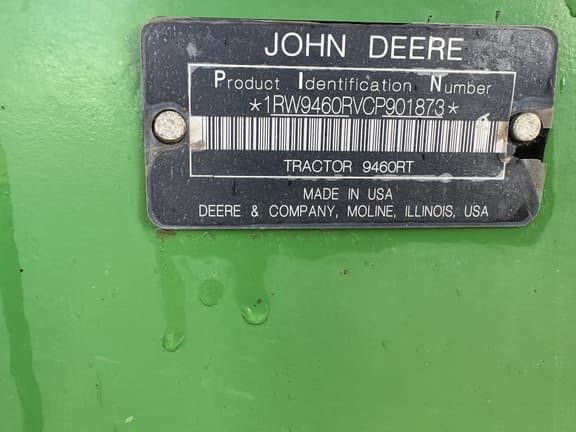 JOHN DEERE
Product Identification Number
*1RW9460RVCP901873*
TRACTOR 9460RT
MADE IN USA
DEERE & COMPANY, MOLINE, ILLINOIS, USA